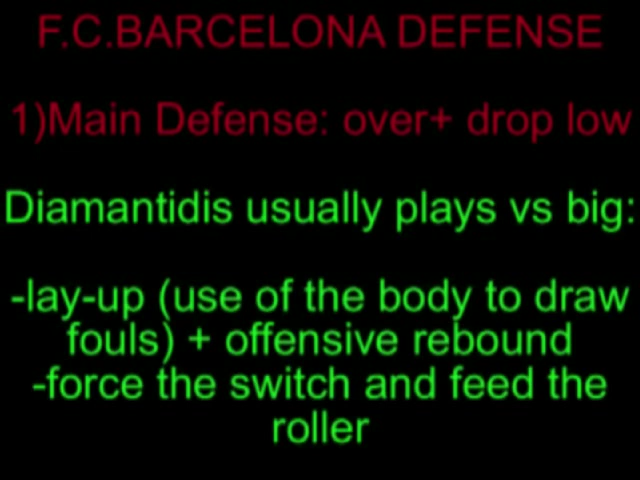 F.C.BARCELONA DEFENSE
1)Main Defense: over+ drop low
Diamantidis usually plays vs big:
-lay-up (use of the body to draw
fouls) + offensive rebound
-force the switch and feed the
roller